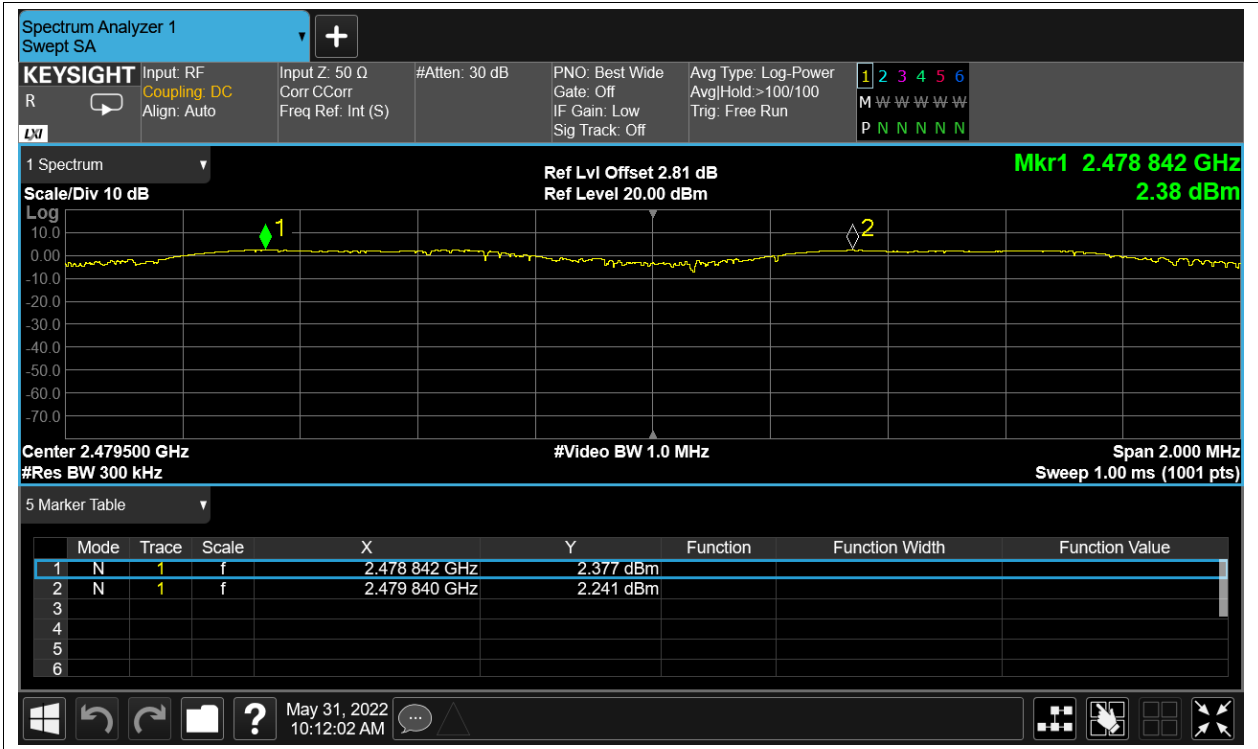 Spectrum Analyzer 1
Swept SA
+
KEYSIGHT Input: RF Input Z: 50 Ω #Atten: 30 dB PNO: Best Wide Avg Type: Log-Power 1 2 3 4 5 6
R Coupling: DC Corr CCorr Gate: Off Avg|Hold:>100/100
Align: Auto Freq Ref: Int (S) IF Gain: Low Trig: Free Run M W W W W W
LXI Sig Track: Off P N N N N N
1 Spectrum Ref Lvl Offset 2.81 dB Mkr1 2.478 842 GHz
Scale/Div 10 dB Ref Level 20.00 dBm 2.38 dBm
Log
10.0
0.00
-10.0
-20.0
-30.0
-40.0
-50.0
-60.0
-70.0
1
2
Center 2.479500 GHz #Video BW 1.0 MHz Span 2.000 MHz
#Res BW 300 kHz Sweep 1.00 ms (1001 pts)
5 Marker Table
Mode Trace Scale X Y Function Function Width Function Value
1 N 1 f 2.478 842 GHz 2.377 dBm
2 N 1 f 2.479 840 GHz 2.241 dBm
3
4
5
6
? May 31, 2022
10:12:02 AM